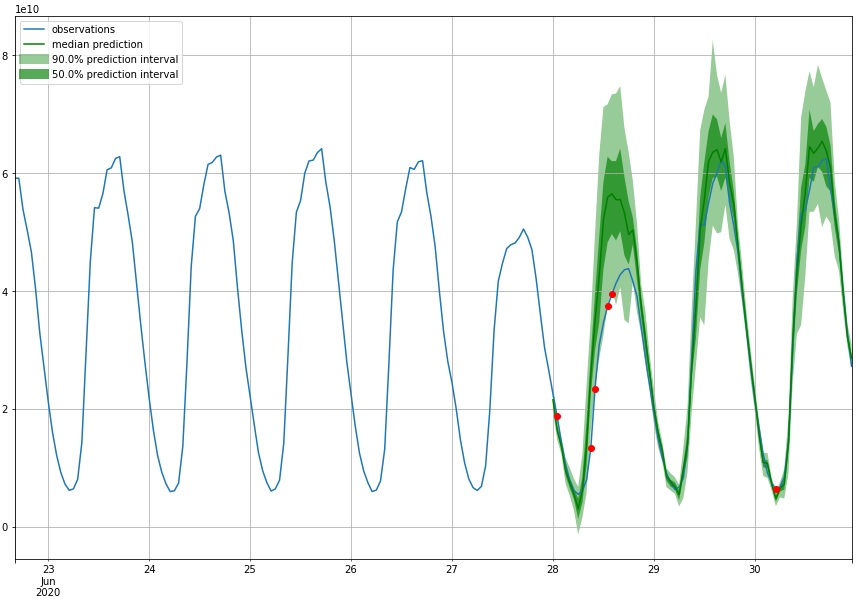 1e10
observations
median prediction
90.0% prediction interval
50.0% prediction interval
8
6
4
2
0
23 24 25 26 27 28 29 30
Jun
2020